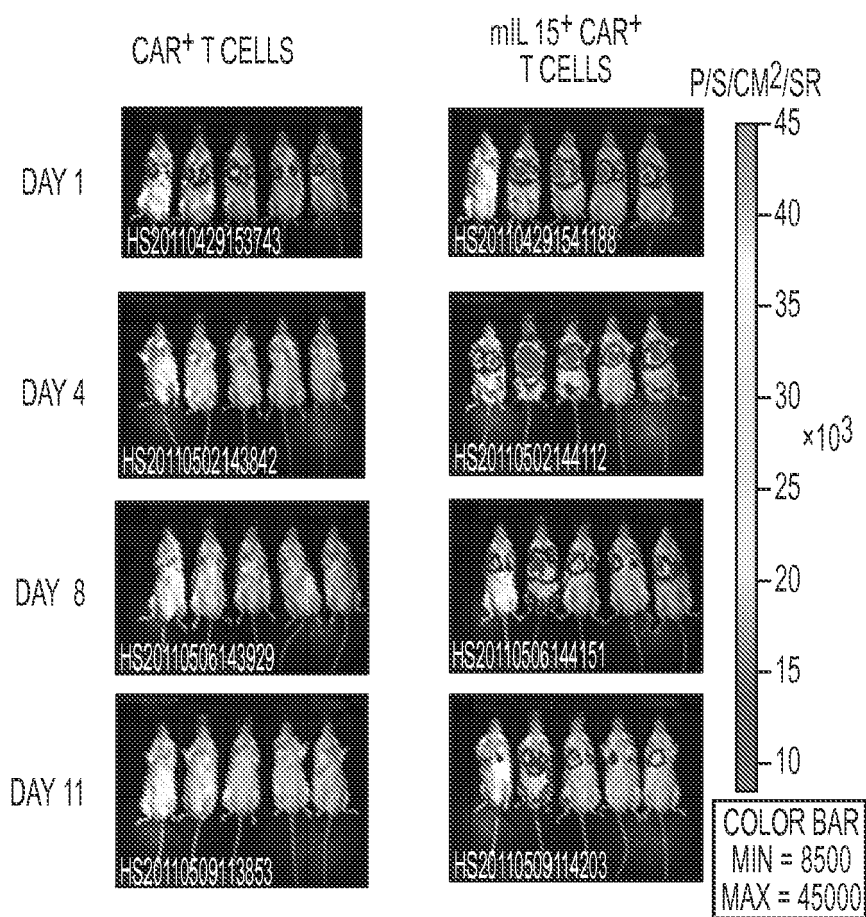 CAR+ T CELLS
mIL 15+ CAR+
T CELLS
P/S/CM2/SR
DAY 1
HS20110429153743
HS201104291541188
DAY 4
HS20110502143842
HS20110502144112
DAY 8
HS20110506143929
HS20110506144151
DAY 11
HS20110509113853
HS20110509114203
45
40
35
30
×103
25
20
15
10
COLOR BAR
MIN = 8500
MAX = 45000